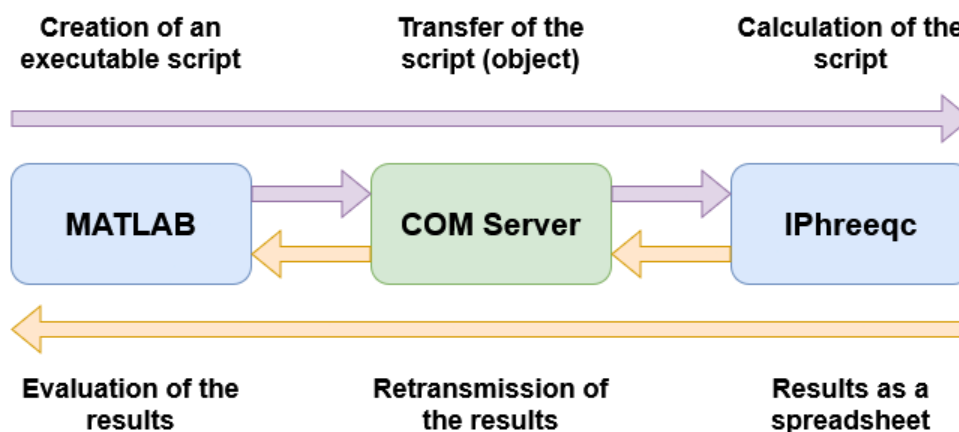 Creation of an
executable script
Transfer of the
script (object)
Calculation of the
script
MATLAB
COM Server
IPhreeqc
Evaluation of the
results
Retransmission of
the results
Results as a
spreadsheet